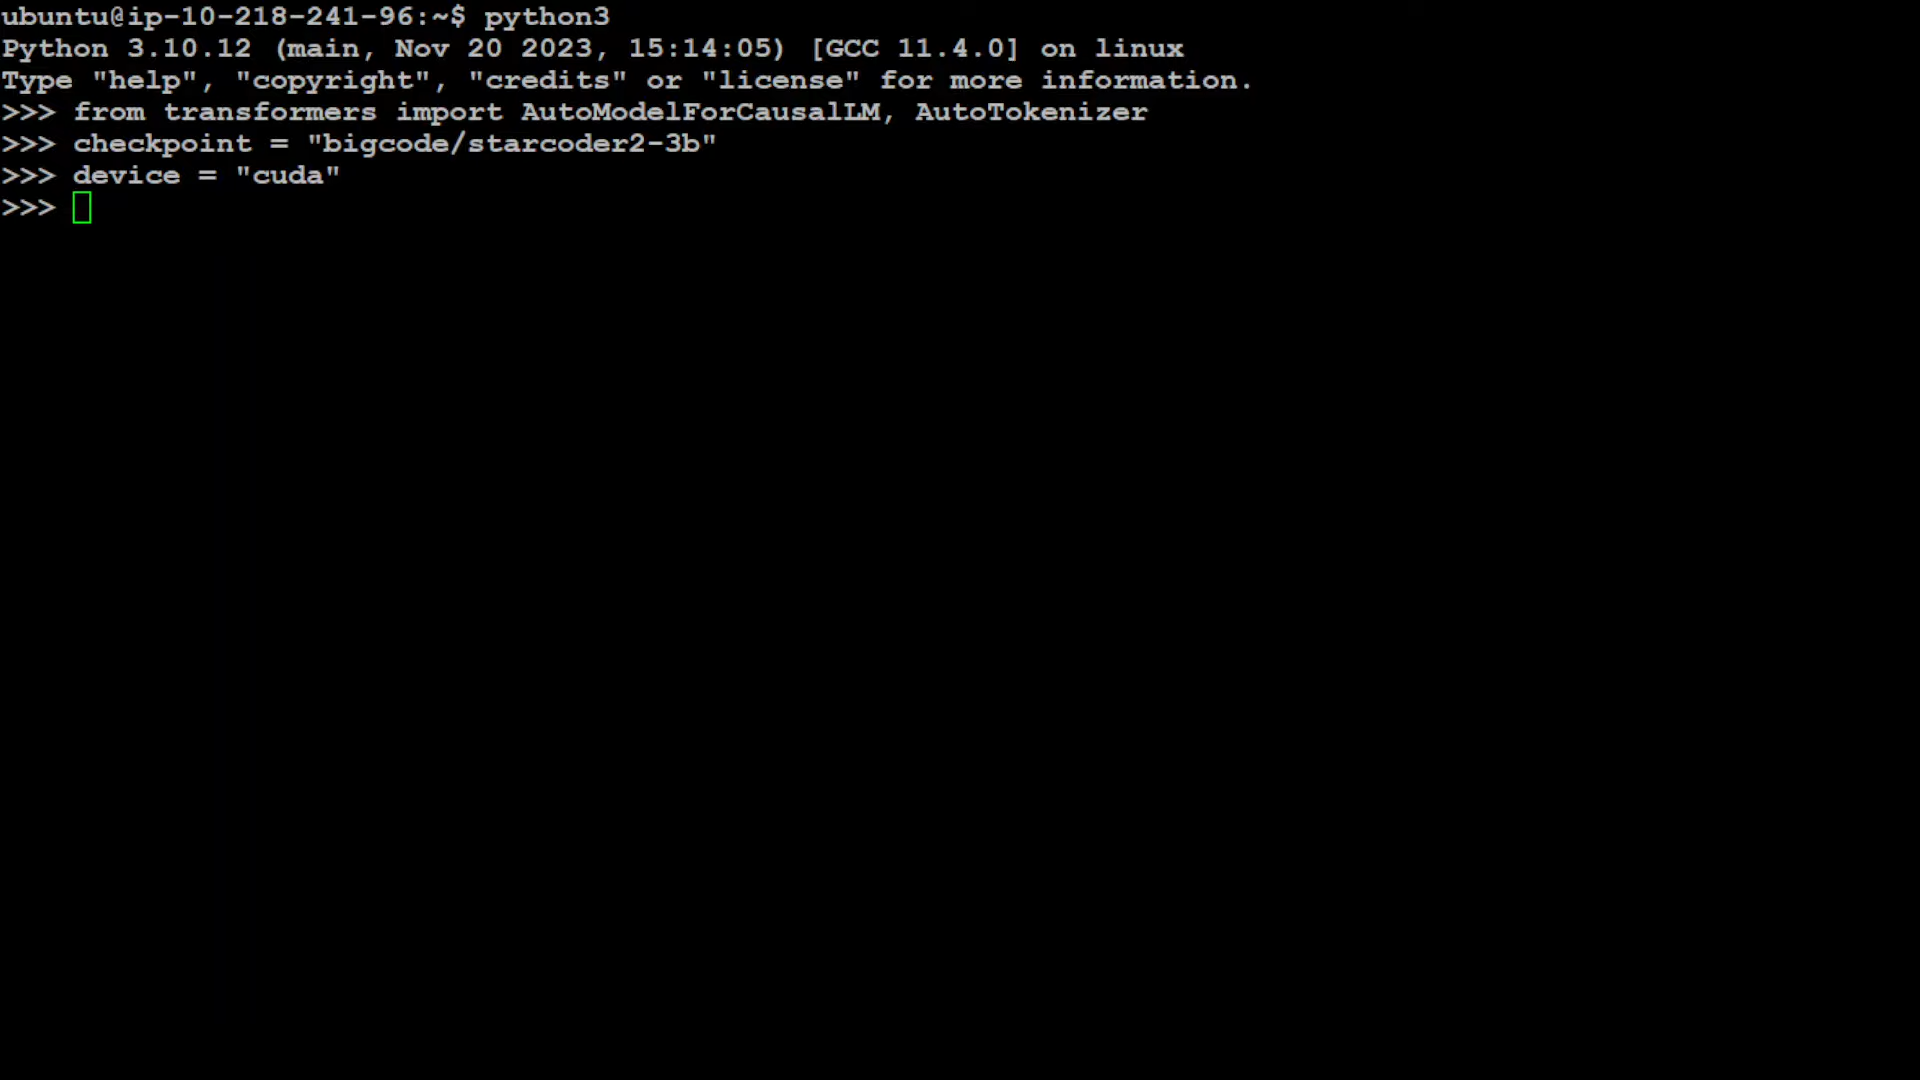 ubuntu@ip-10-218-241-96:~$ python3
Python 3.10.12 (main, Nov 20 2023, 15:14:05) [GCC 11.4.0] on linux
Type "help", "copyright", "credits" or "license" for more information.
>>> from transformers import AutoModelForCausalLM, AutoTokenizer
>>> checkpoint = "bigcode/starcoder2-3b"
>>> device = "cuda"
>>>